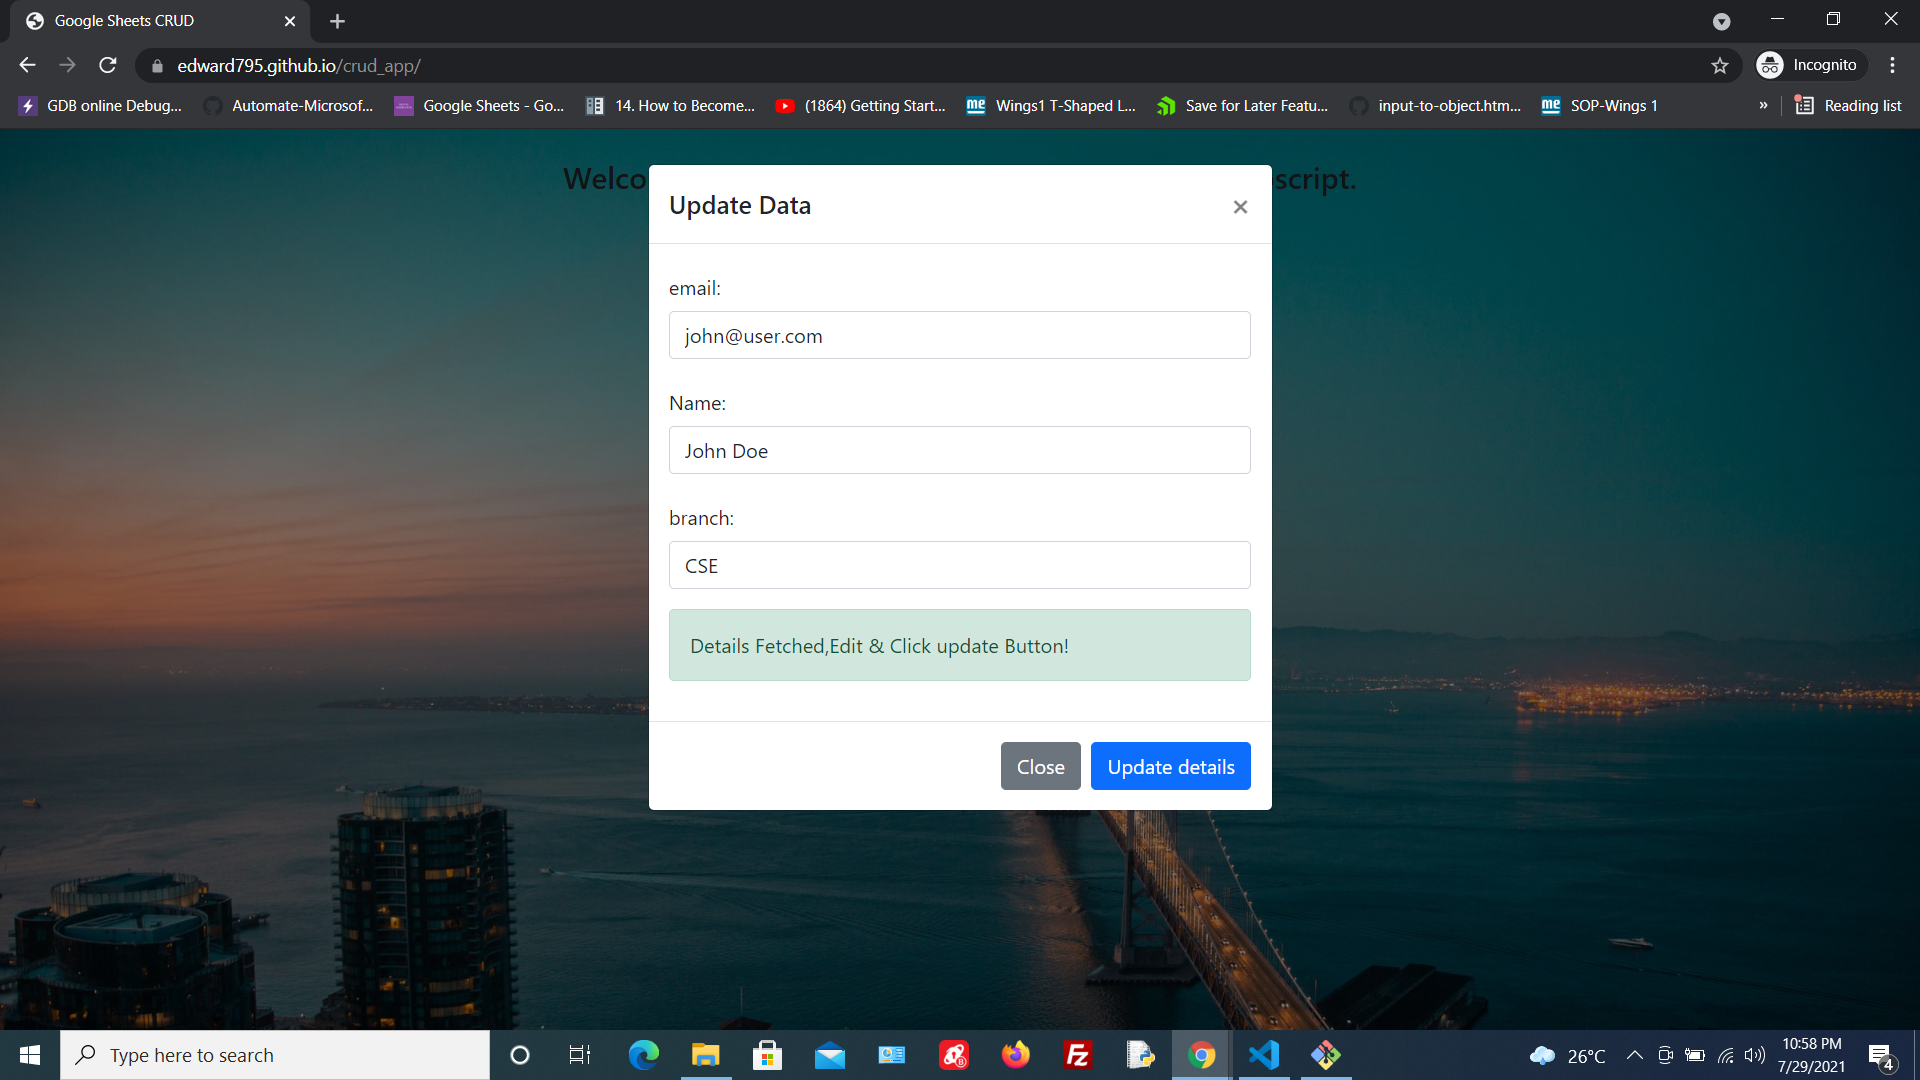 Google Sheets CRUD
edward795.github.io/crud_app/
Incognito
GDB online Debug...
Automate-Microsof...
Google Sheets - Go...
14. How to Become...
(1864) Getting Start...
Wings1 T-Shaped L...
Save for Later Featu...
input-to-object.htm...
SOP-Wings 1
»
Reading list
Welco
script.
Update Data
email:
john@user.com
Name:
John Doe
branch:
CSE
Details Fetched,Edit & Click update Button!
Close
Update details
Type here to search
26°C
10:58 PM
7/29/2021
4